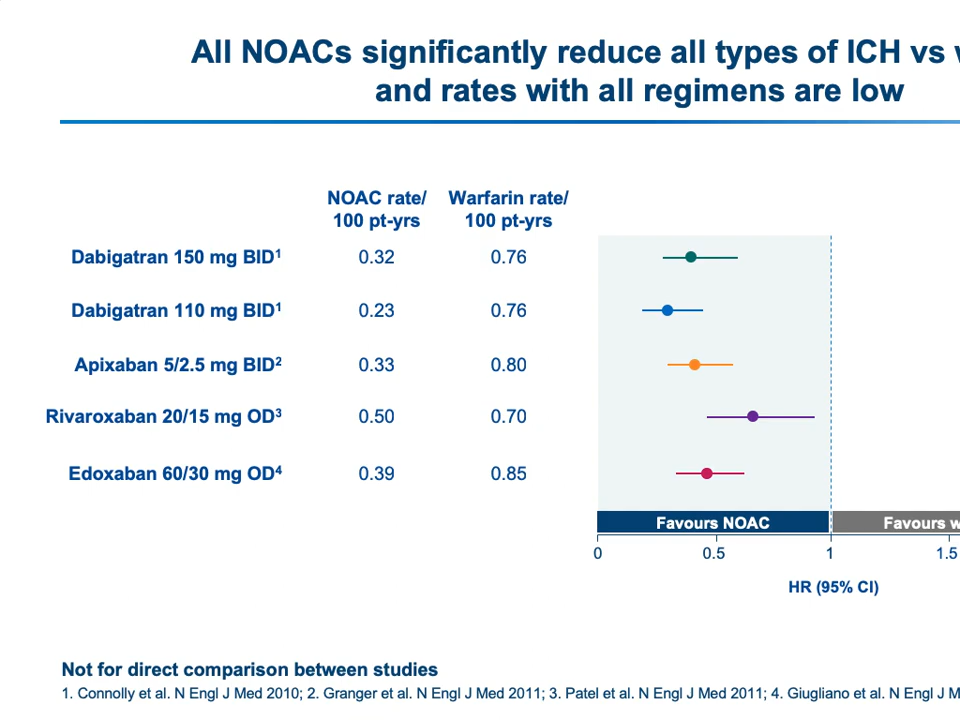 All NOACs significantly reduce all types of ICH vs
and rates with all regimens are low
NOAC rate/ Warfarin rate/
100 pt-yrs 100 pt-yrs
Dabigatran 150 mg BID¹ 0.32 0.76
Dabigatran 110 mg BID¹ 0.23 0.76
Apixaban 5/2.5 mg BID² 0.33 0.80
Rivaroxaban 20/15 mg OD³ 0.50 0.70
Edoxaban 60/30 mg OD⁴ 0.39 0.85
Favours NOAC Favours
0 0.5 1 1.5
HR (95% CI)
Not for direct comparison between studies
1. Connolly et al. N Engl J Med 2010; 2. Granger et al. N Engl J Med 2011; 3. Patel et al. N Engl J Med 2011; 4. Giugliano et al. N Engl J M